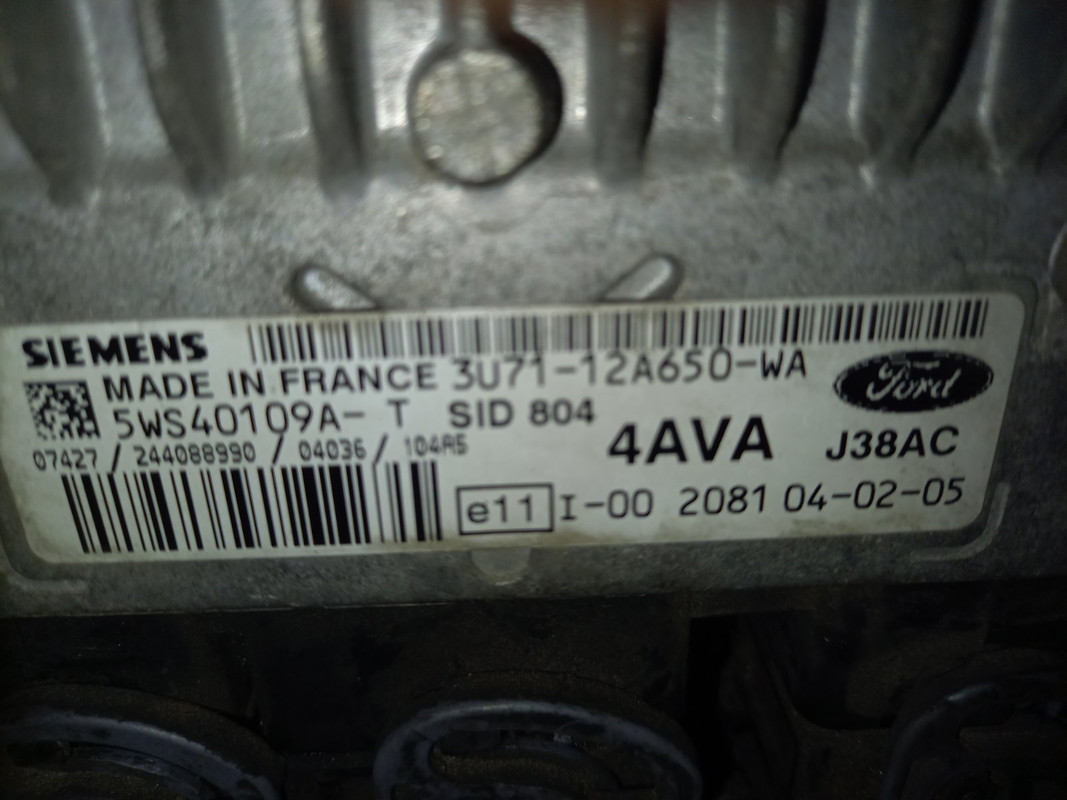 SIEMENS
MADE IN FRANCE 3U71-12A650-WA
5WS40109A- T SID 804
Ford
07427 / 244088990 / 04036 / 104A5
4AVA J38AC
e11 I-00 2081 04-02-05